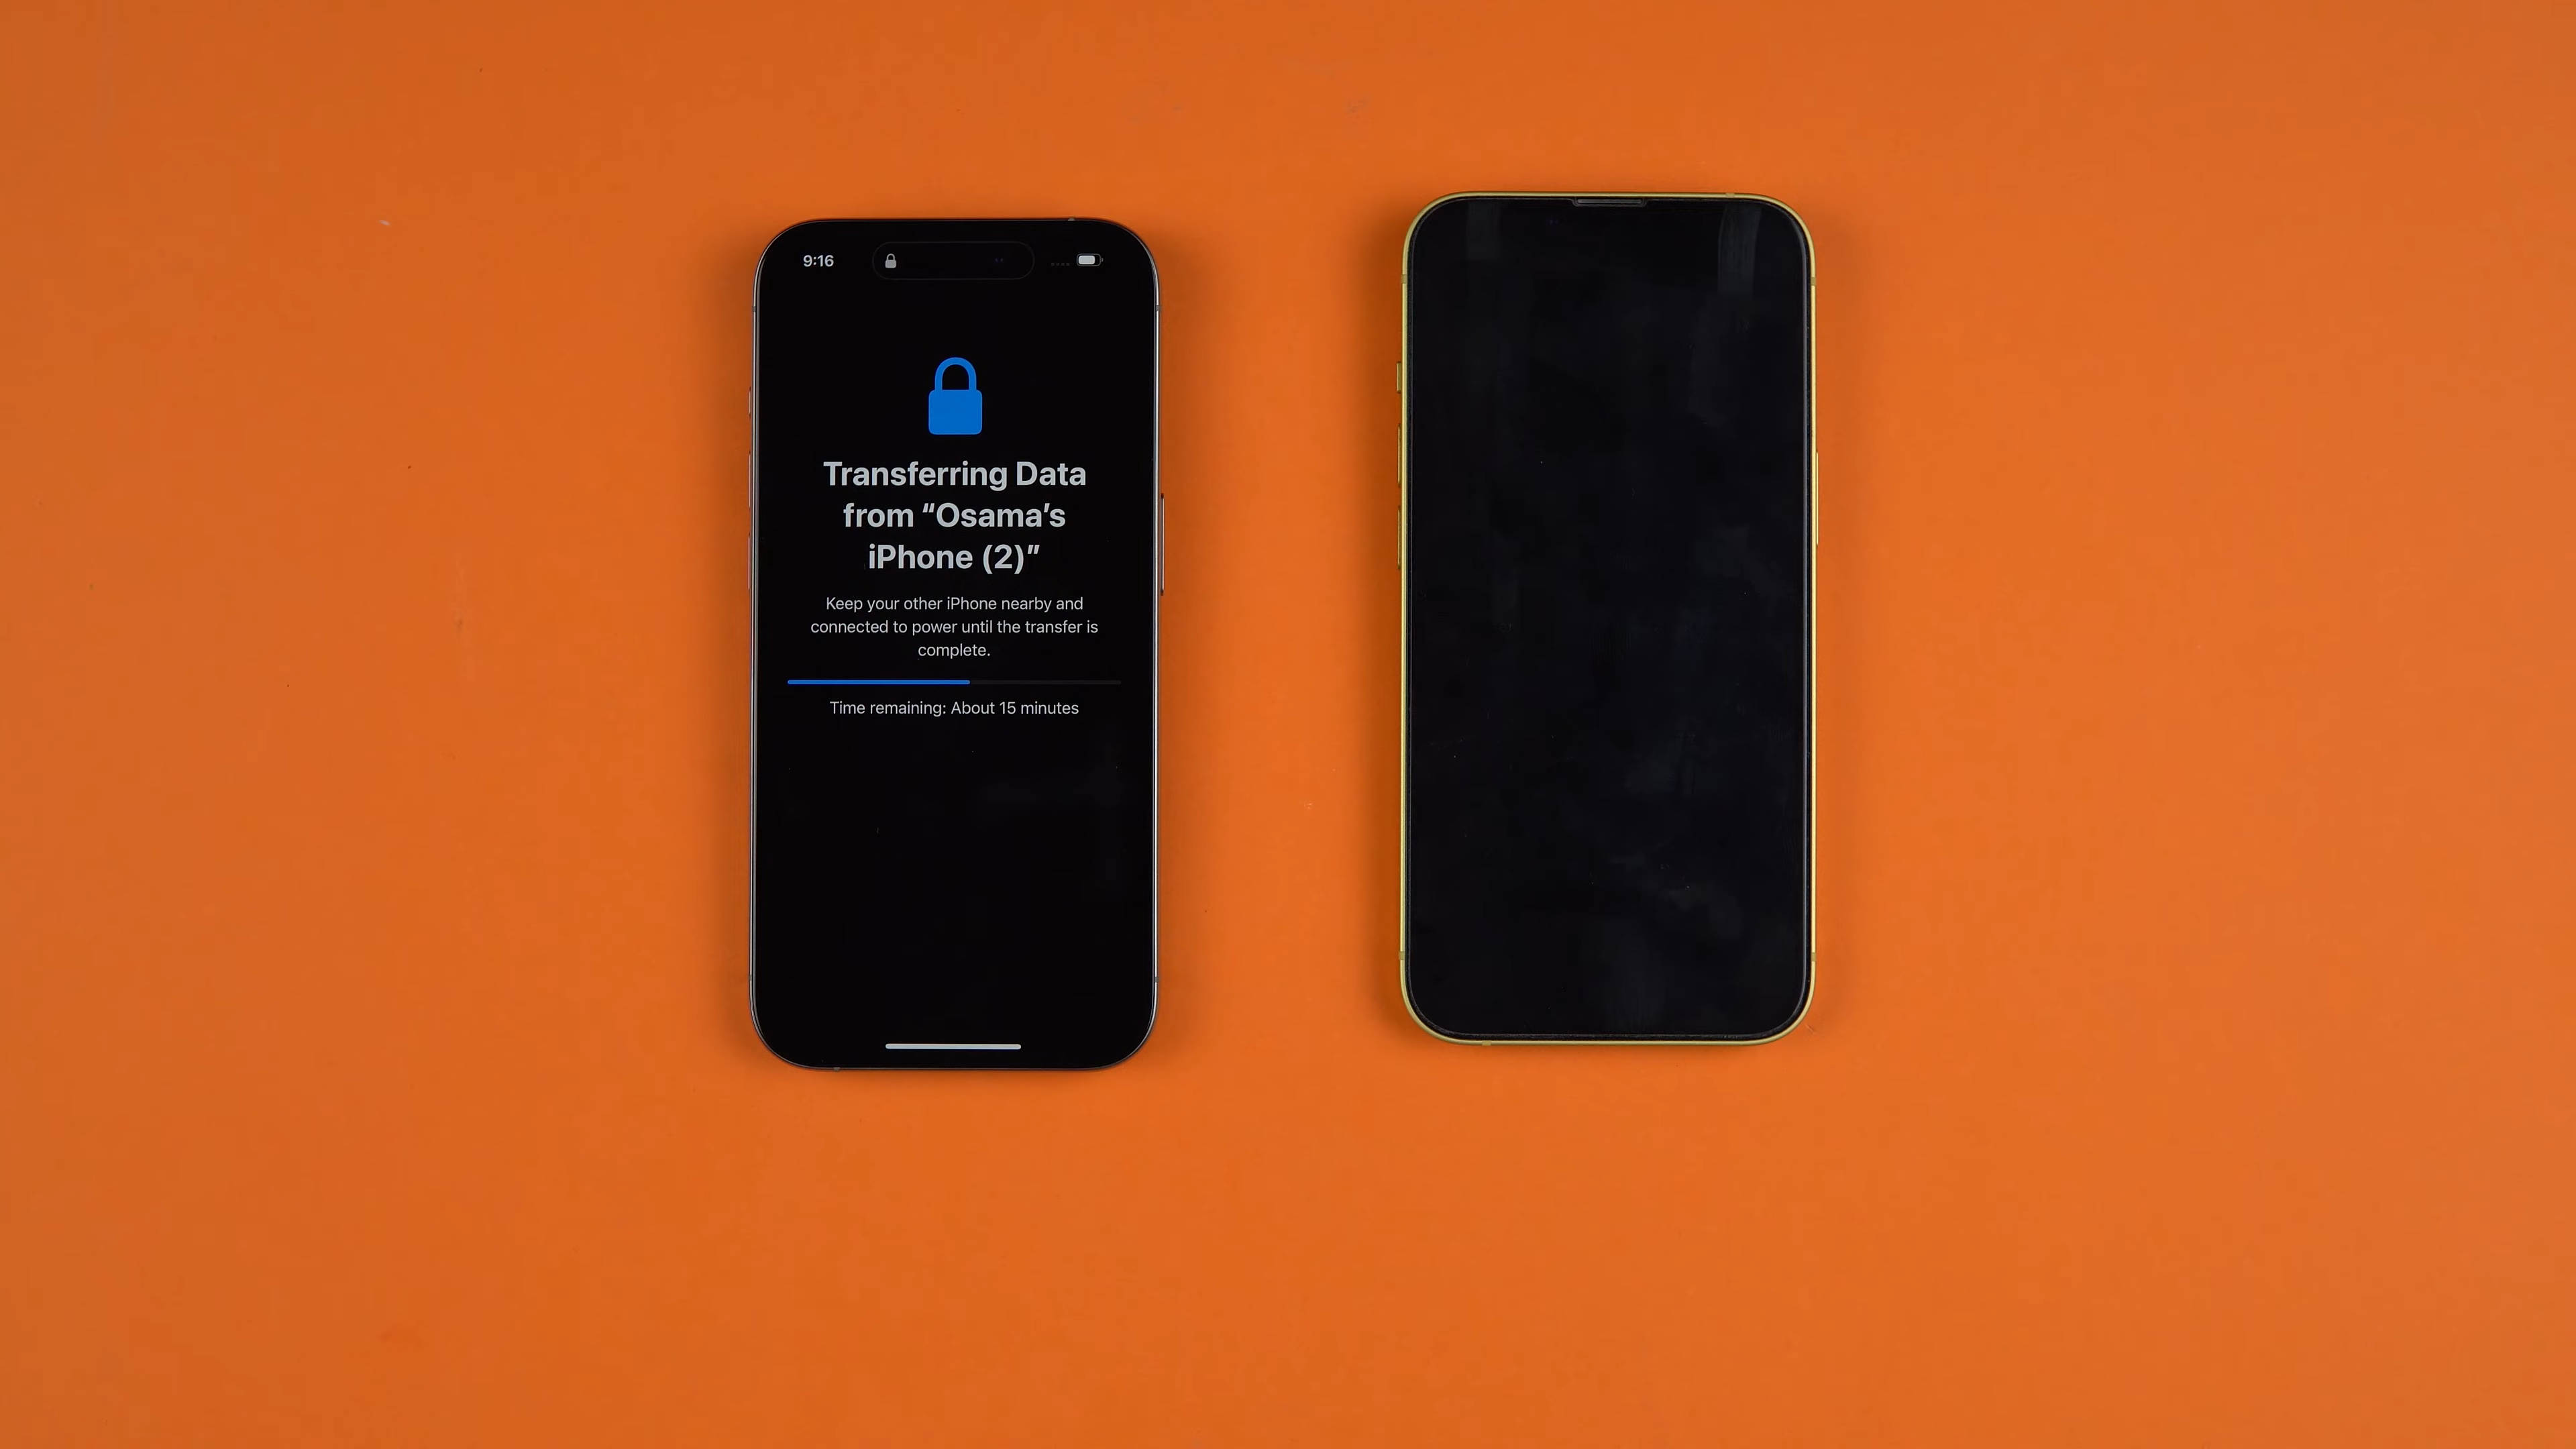 9:16
Transferring Data
from “Osama’s
iPhone (2)”
Keep your other iPhone nearby and
connected to power until the transfer is
complete.
Time remaining: About 15 minutes